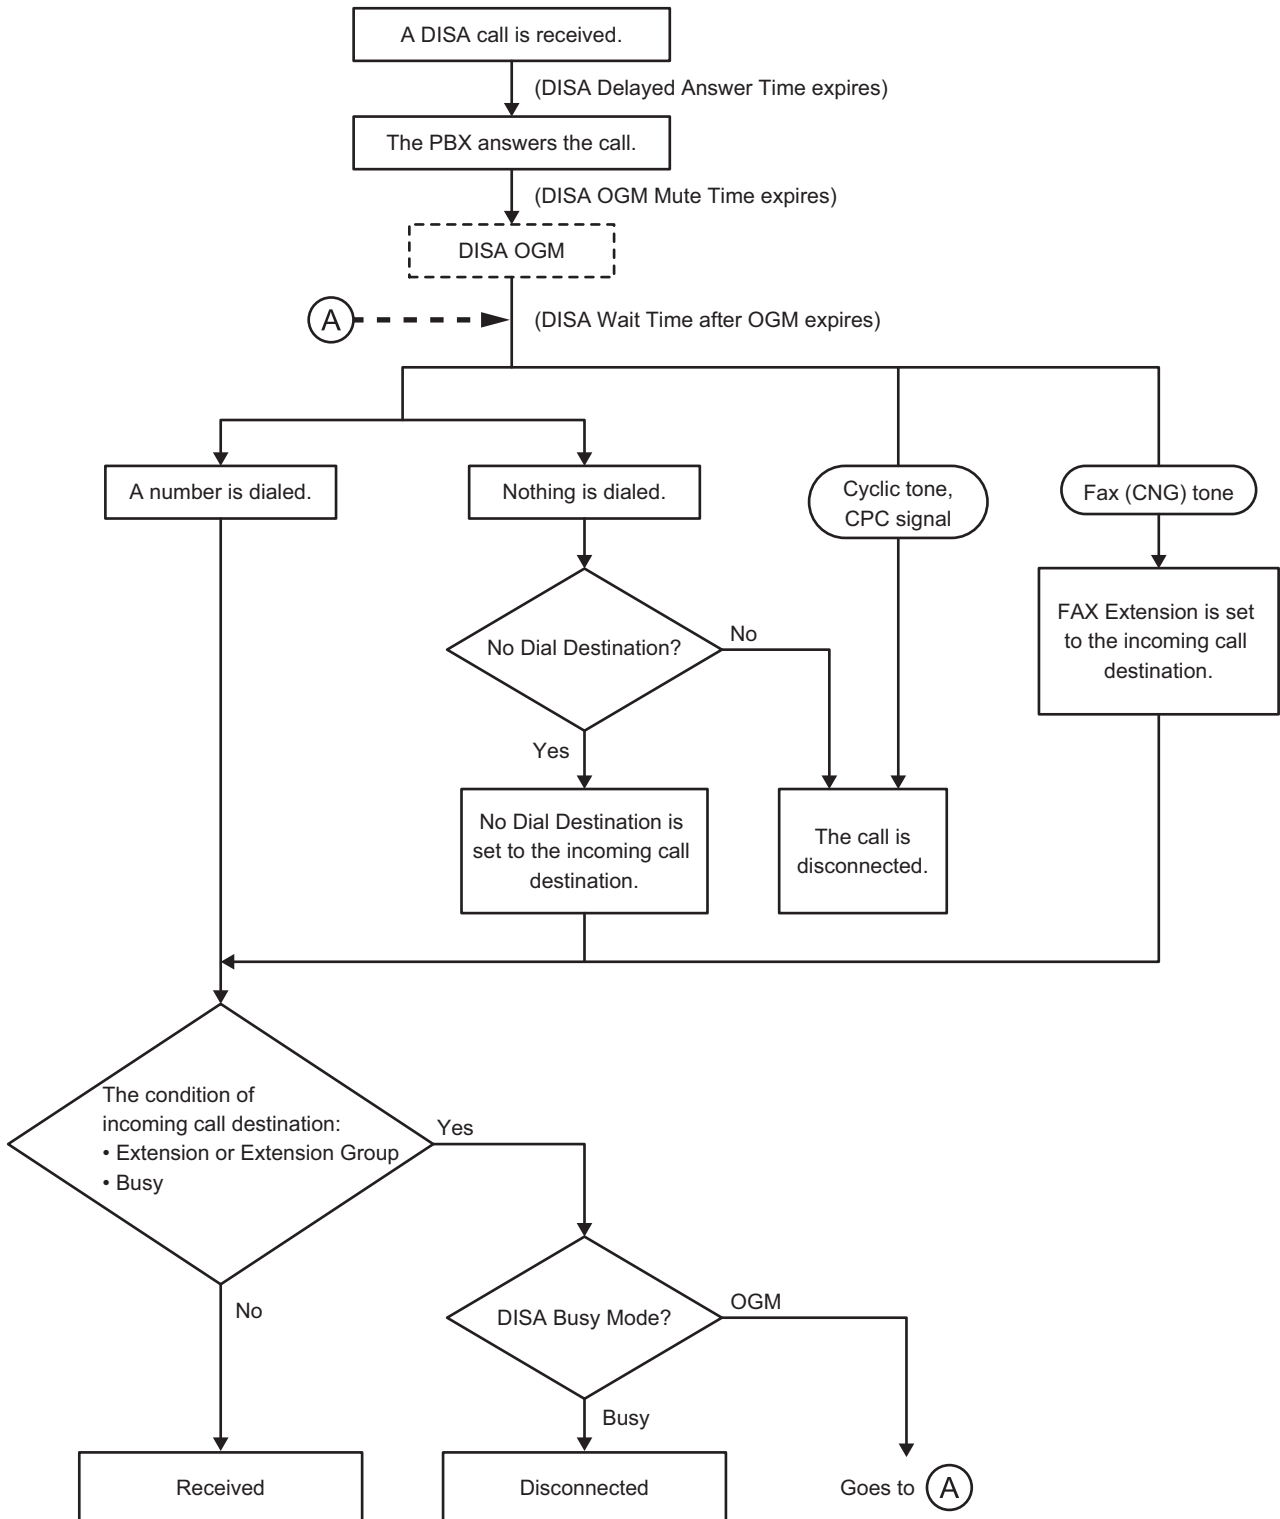 A DISA call is received.
(DISA Delayed Answer Time expires)
The PBX answers the call.
(DISA OGM Mute Time expires)
DISA OGM
A
(DISA Wait Time after OGM expires)
A number is dialed.
Nothing is dialed.
Cyclic tone,
CPC signal
Fax (CNG) tone
No Dial Destination?
No
Yes
FAX Extension is set
to the incoming call
destination.
No Dial Destination is
set to the incoming call
destination.
The call is
disconnected.
The condition of
incoming call destination:
• Extension or Extension Group
• Busy
Yes
No
DISA Busy Mode?
OGM
Busy
Received
Disconnected
Goes to A